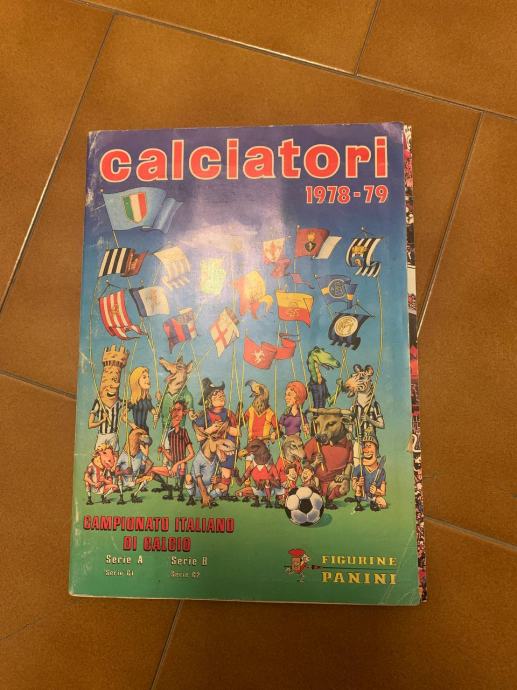 calciatori
1978-79
CAMPIONATO ITALIANO
DI CALCIO
Serie A Serie B
Serie C1 Serie C2
FIGURINE
PANINI